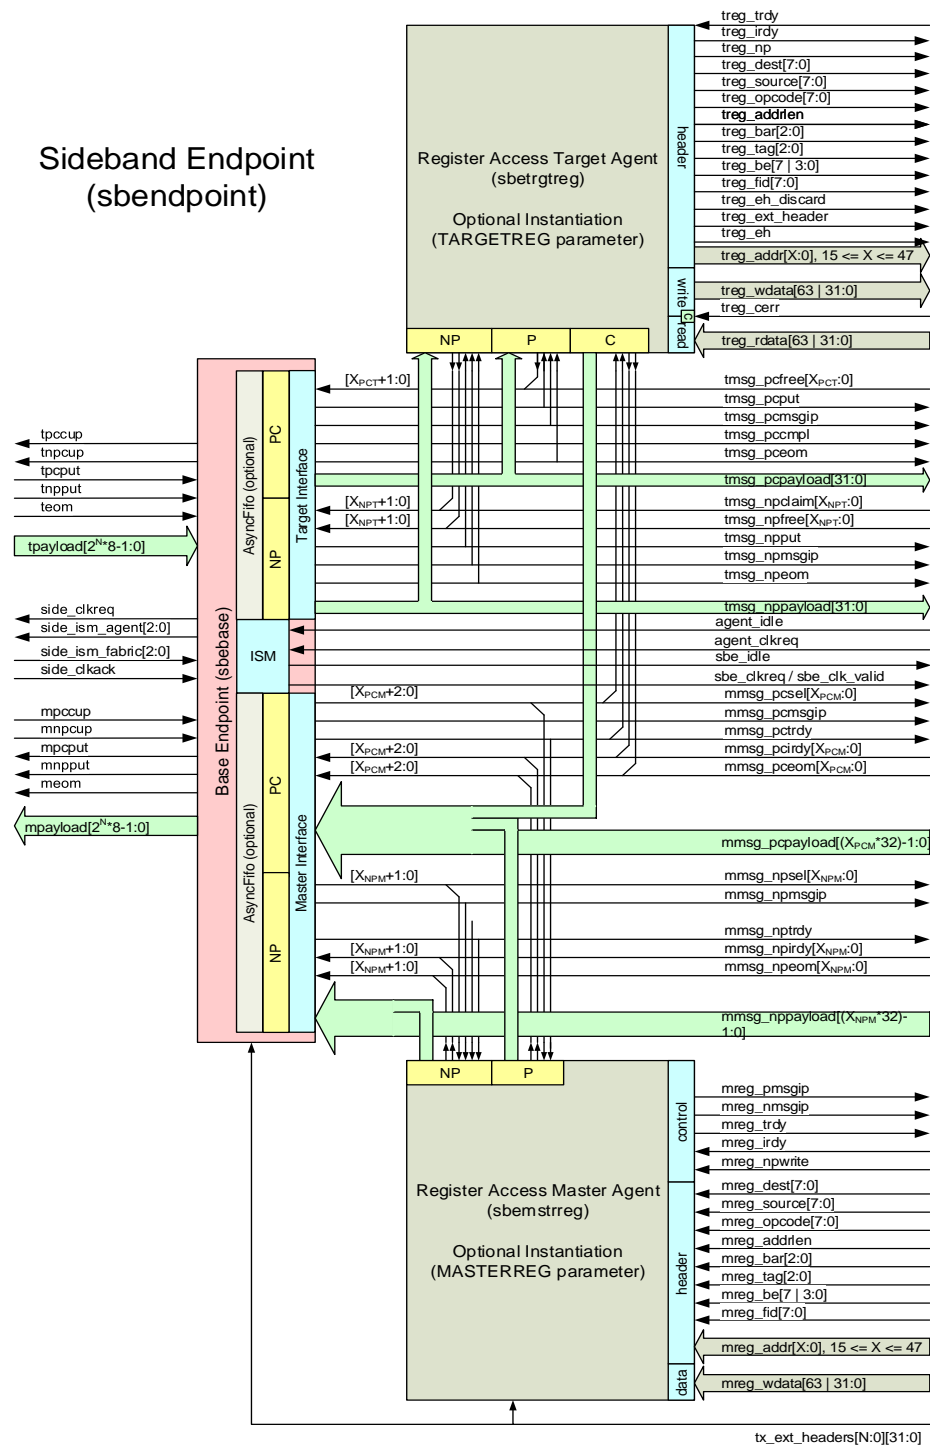 Sideband Endpoint
(sbendpoint)
Register Access Target Agent
(sbetrgtreg)
Optional Instantiation
(TARGETREG parameter)
NP
P
C
header
write
C
read
treg_trdy
treg_irdy
treg_np
treg_dest[7:0]
treg_source[7:0]
treg_opcode[7:0]
treg_addrlen
treg_bar[2:0]
treg_tag[2:0]
treg_be[7 | 3:0]
treg_fid[7:0]
treg_eh_discard
treg_ext_header
treg_eh
treg_addr[X:0], 15 <= X <= 47
treg_wdata[63 | 31:0]
treg_cerr
treg_rdata[63 | 31:0]
tpccup
tnpcup
tpcput
tnpput
teom
tpayload[2^N*8-1:0]
side_clkreq
side_ism_agent[2:0]
side_ism_fabric[2:0]
side_clkack
mpccup
mnpcup
mpcput
mnpput
meom
mpayload[2^N*8-1:0]
Base Endpoint (sbebase)
AsyncFifo (optional)
PC
NP
Target Interface
ISM
AsyncFifo (optional)
PC
NP
Master Interface
[X_PCT+1:0]
[X_NPT+1:0]
[X_NPT+1:0]
[X_PCM+2:0]
[X_PCM+2:0]
[X_PCM+2:0]
[X_NPM+1:0]
[X_NPM+1:0]
[X_NPM+1:0]
tmsg_pcfree[X_PCT:0]
tmsg_pcput
tmsg_pcmsgip
tmsg_pccmpl
tmsg_pceom
tmsg_pcpayload[31:0]
tmsg_npclaim[X_NPT:0]
tmsg_npfree[X_NPT:0]
tmsg_npput
tmsg_npmsgip
tmsg_npeom
tmsg_nppayload[31:0]
agent_idle
agent_clkreq
sbe_idle
sbe_clkreq / sbe_clk_valid
mmsg_pcsel[X_PCM:0]
mmsg_pcmsgip
mmsg_pctrdy
mmsg_pcirdy[X_PCM:0]
mmsg_pceom[X_PCM:0]
mmsg_pcpayload[(X_PCM*32)-1:0]
mmsg_npsel[X_NPM:0]
mmsg_npmsgip
mmsg_nptrdy
mmsg_npirdy[X_NPM:0]
mmsg_npeom[X_NPM:0]
mmsg_nppayload[(X_NPM*32)-
1:0]
NP
P
Register Access Master Agent
(sbemstrreg)
Optional Instantiation
(MASTERREG parameter)
control
header
data
mreg_pmsgip
mreg_nmsgip
mreg_trdy
mreg_irdy
mreg_npwrite
mreg_dest[7:0]
mreg_source[7:0]
mreg_opcode[7:0]
mreg_addrlen
mreg_bar[2:0]
mreg_tag[2:0]
mreg_be[7 | 3:0]
mreg_fid[7:0]
mreg_addr[X:0], 15 <= X <= 47
mreg_wdata[63 | 31:0]
tx_ext_headers[N:0][31:0]